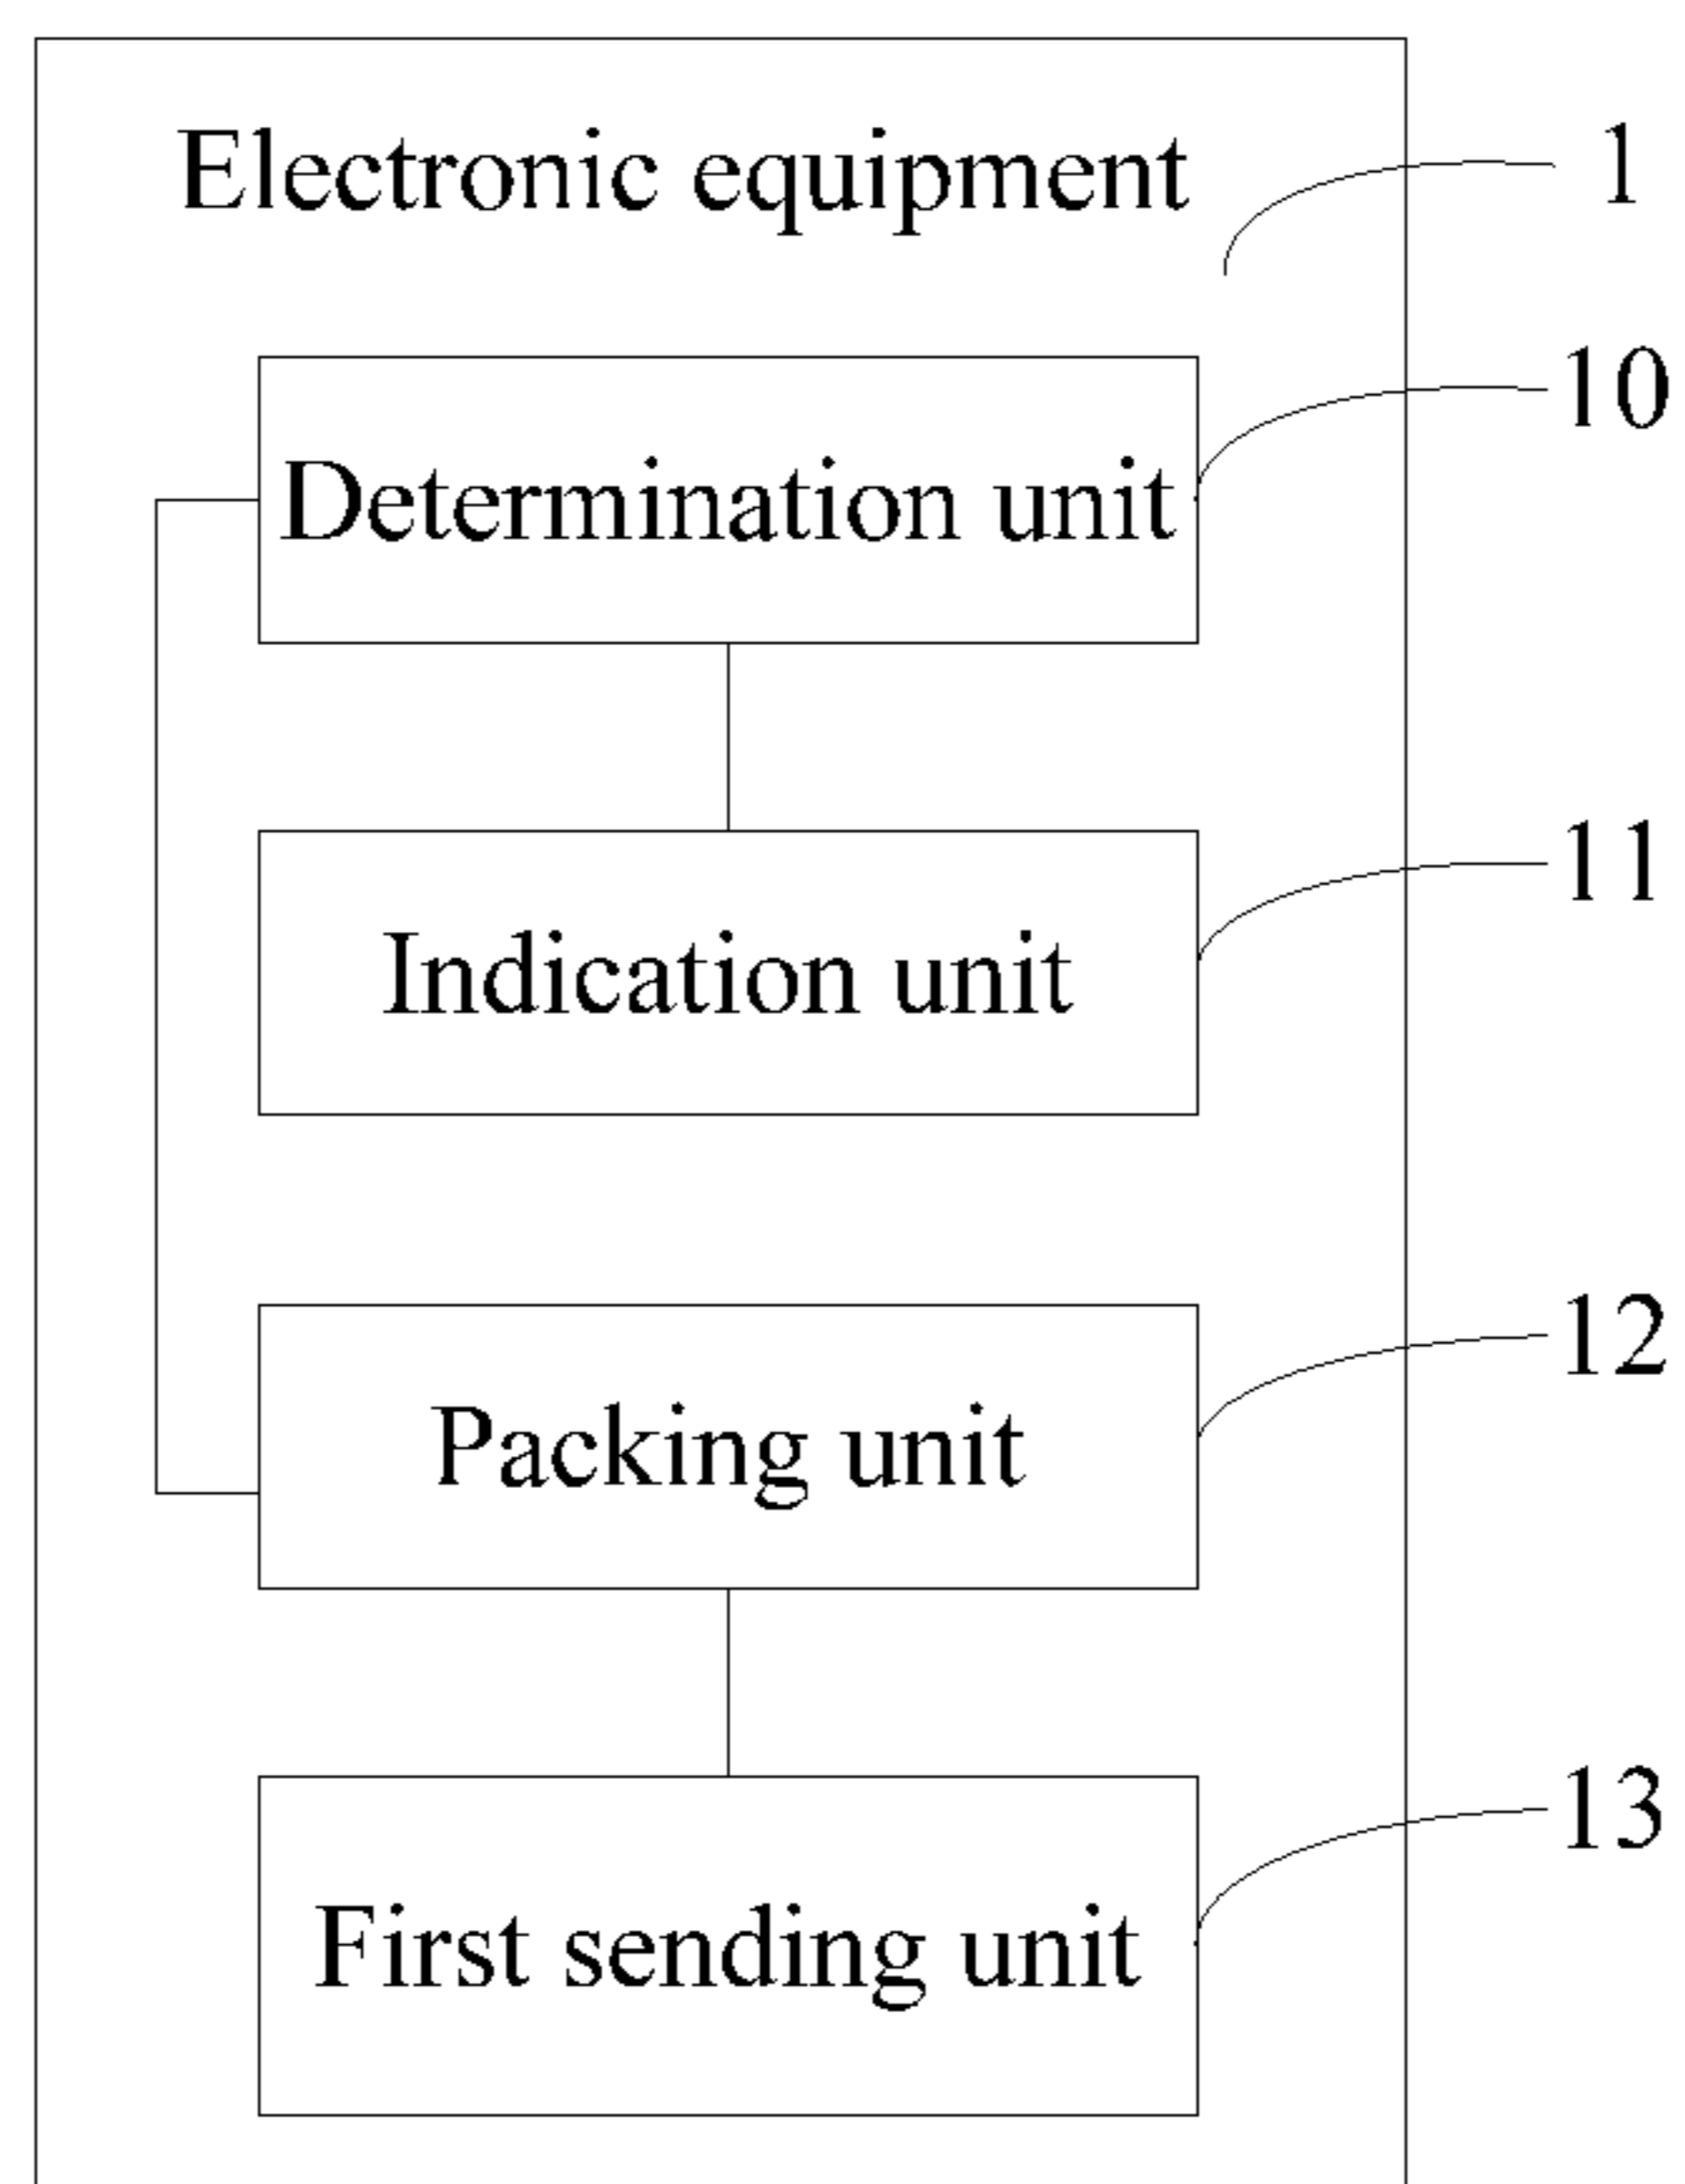 Electronic equipment 1
10
Determination unit
11
Indication unit
12
Packing unit
13
First sending unit